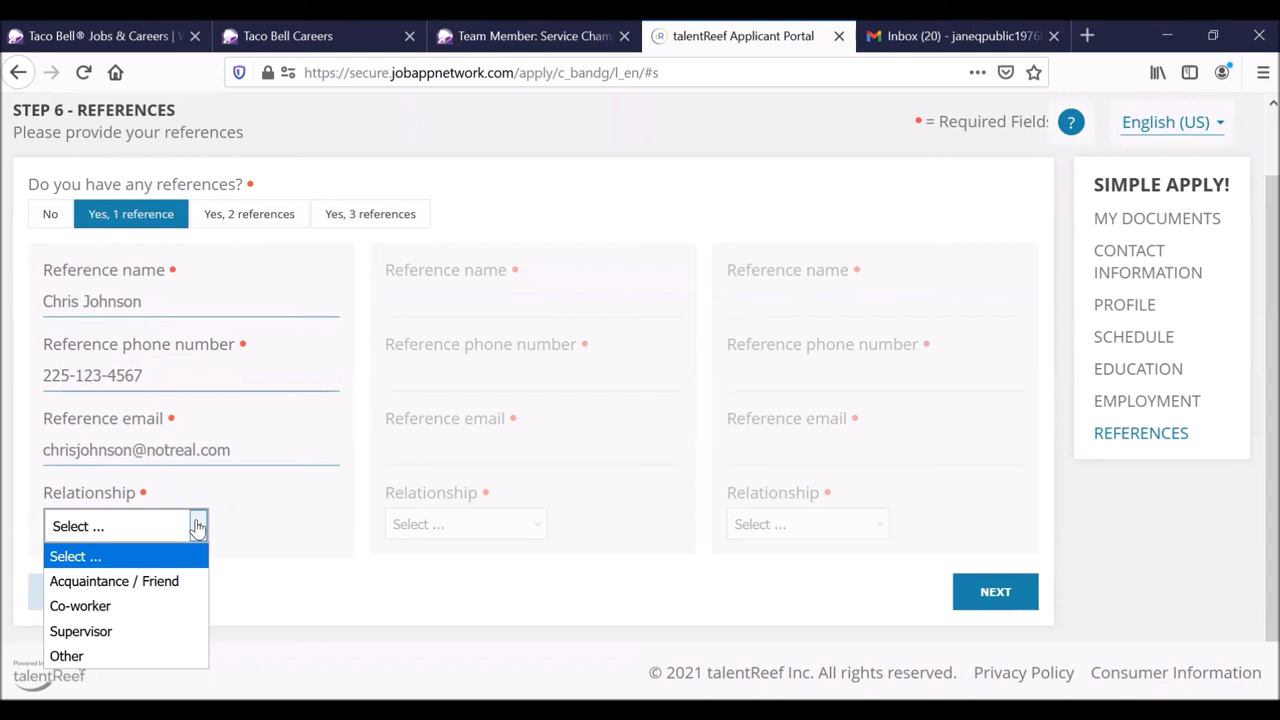 Taco Bell® Jobs & Careers | V
Taco Bell Careers
Team Member: Service Cham
talentReef Applicant Portal
Inbox (20) - janeqpublic1976
https://secure.jobappnetwork.com/apply/c_bandg/l_en/#s
STEP 6 - REFERENCES
Please provide your references
• = Required Fields
?
English (US)
Do you have any references? •
No
Yes, 1 reference
Yes, 2 references
Yes, 3 references
Reference name •
Chris Johnson
Reference phone number •
225-123-4567
Reference email •
chrisjohnson@notreal.com
Relationship •
Select ...
Select ...
Acquaintance / Friend
Co-worker
Supervisor
Other
Reference name •
Reference phone number •
Reference email •
Relationship •
Select ...
Reference name •
Reference phone number •
Reference email •
Relationship •
Select ...
NEXT
SIMPLE APPLY!
MY DOCUMENTS
CONTACT
INFORMATION
PROFILE
SCHEDULE
EDUCATION
EMPLOYMENT
REFERENCES
Powered by
talentReef
© 2021 talentReef Inc. All rights reserved.
Privacy Policy
Consumer Information